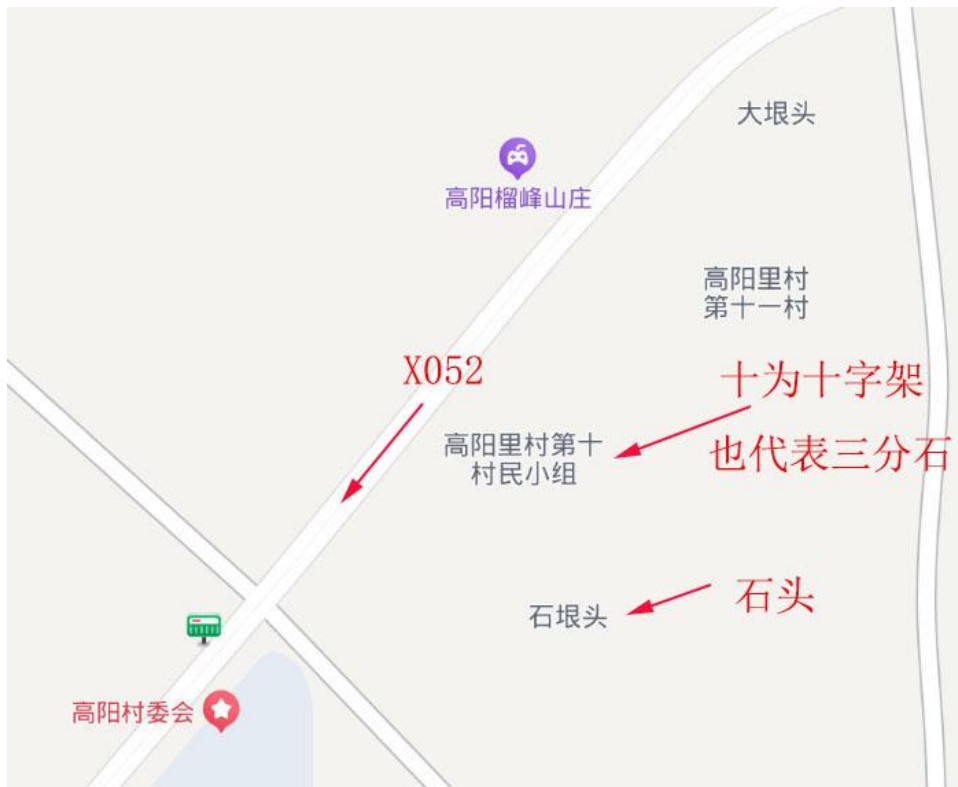 大垠头
高阳榴峰山庄
高阳里村
第十一村
X052
十为十字架
高阳里村第十
村民小组
也代表三分石
石头
石垠头
高阳村委会